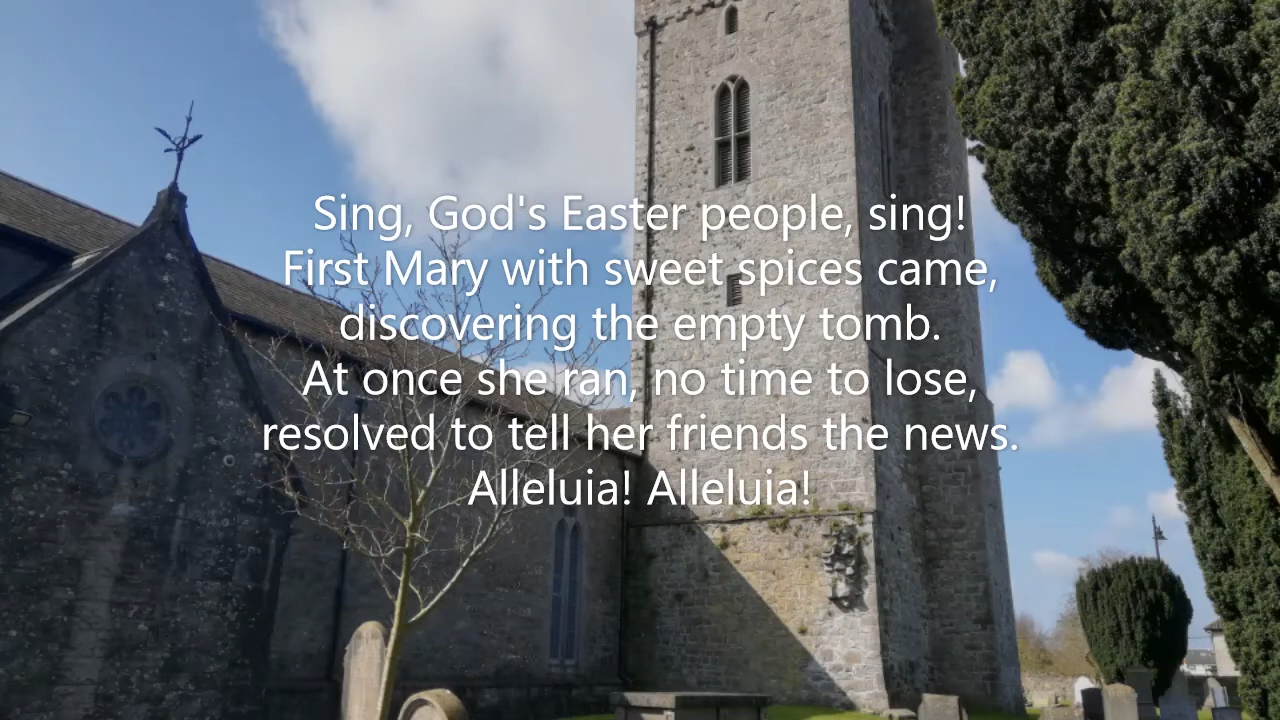 Sing, God's Easter people, sing!
First Mary with sweet spices came,
discovering the empty tomb.
At once she ran, no time to lose,
resolved to tell her friends the news.
Alleluia! Alleluia!